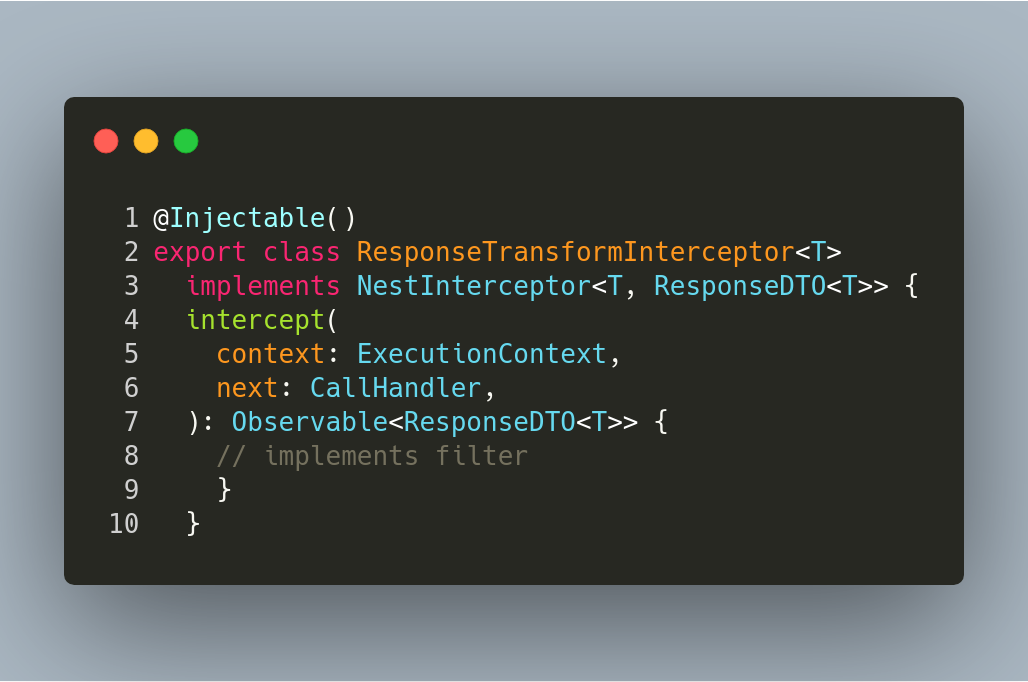 1 @Injectable()
2 export class ResponseTransformInterceptor<T>
3   implements NestInterceptor<T, ResponseDTO<T>> {
4   intercept(
5     context: ExecutionContext,
6     next: CallHandler,
7   ): Observable<ResponseDTO<T>> {
8     // implements filter
9     }
10   }